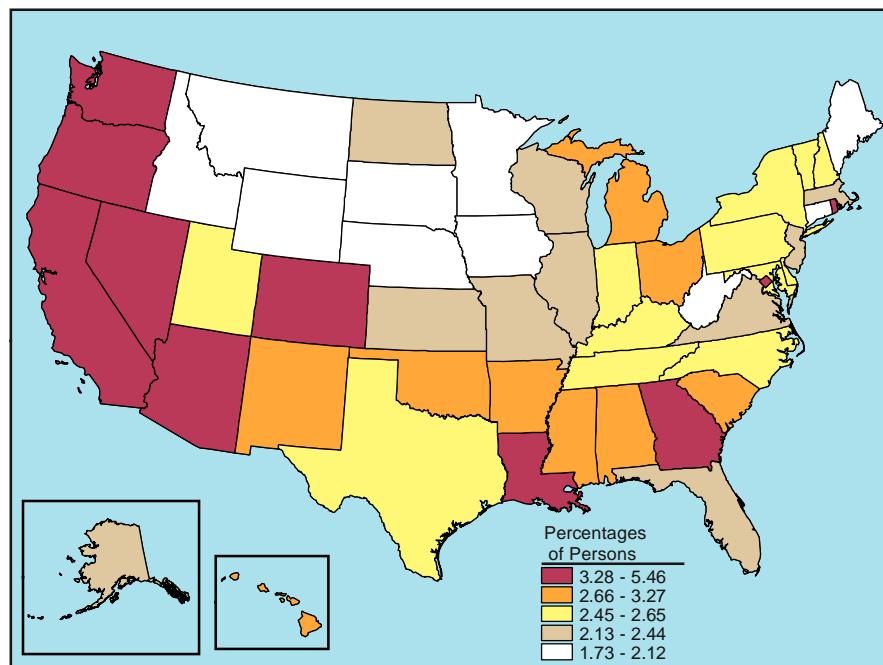 Percentages
of Persons
3.28 - 5.46
2.66 - 3.27
2.45 - 2.65
2.13 - 2.44
1.73 - 2.12